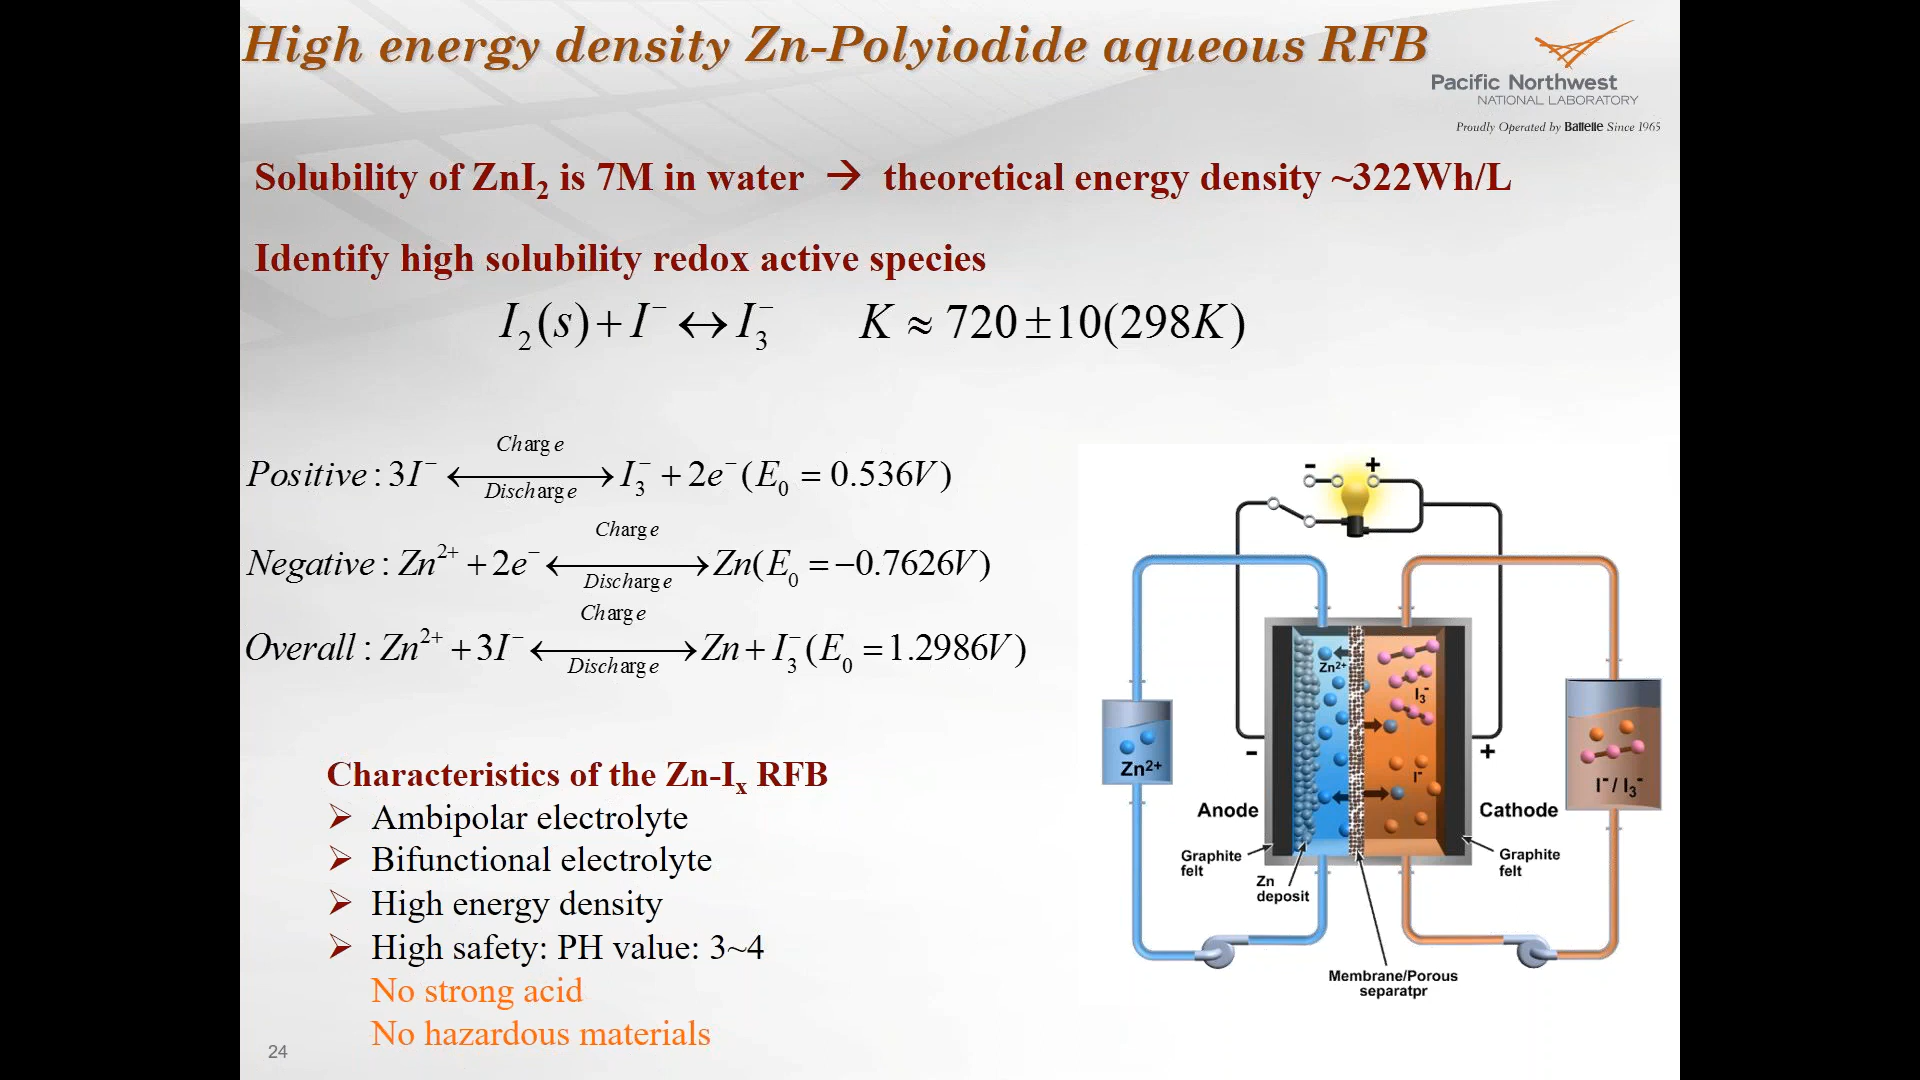 High energy density Zn-Polyiodide aqueous RFB
Pacific Northwest
NATIONAL LABORATORY
Proudly Operated by Battelle Since 1965
Solubility of ZnI₂ is 7M in water → theoretical energy density ~322Wh/L
Identify high solubility redox active species
I₂(s)+I⁻↔I₃⁻ K≈720±10(298K)
Charge
Positive:3I⁻ ⟷ I₃⁻+2e⁻(E₀=0.536V)
Discharge
Charge
Negative:Zn²⁺+2e⁻ ⟷ Zn(E₀=−0.7626V)
Discharge
Charge
Overall:Zn²⁺+3I⁻ ⟷ Zn+I₃⁻(E₀=1.2986V)
Discharge
Characteristics of the Zn-Iₓ RFB
➢ Ambipolar electrolyte
➢ Bifunctional electrolyte
➢ High energy density
➢ High safety: PH value: 3~4
No strong acid
No hazardous materials
24
- +
Zn²⁺
I₃⁻
I⁻
- +
Zn²⁺
I⁻/ I₃⁻
Anode
Cathode
Graphite
felt
Graphite
felt
Zn
deposit
Membrane/Porous
separatpr